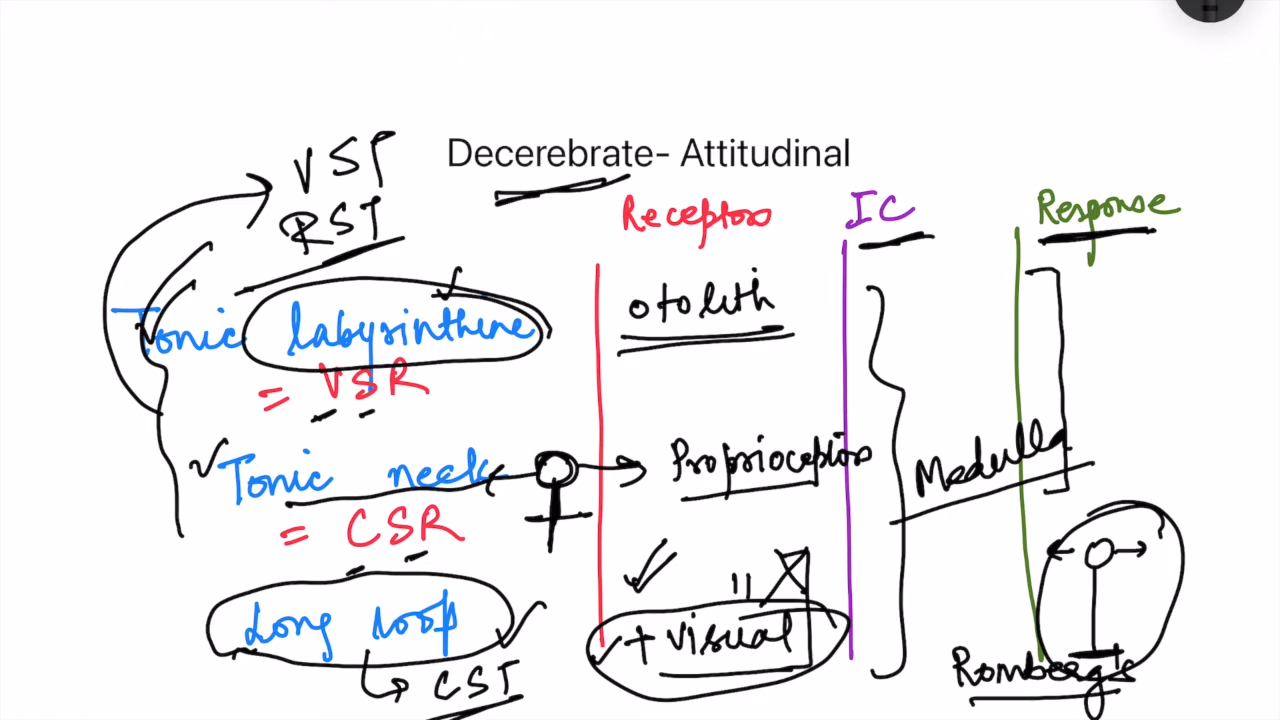 VST
Decerebrate- Attitudinal
RST
Receptors
IC
Response
Tonic labyrinthine
otolith
= VSR
Tonic neck
Proprioceptors
Medulla
= CSR
Long loop
"
+ visual
Romberg's
CST